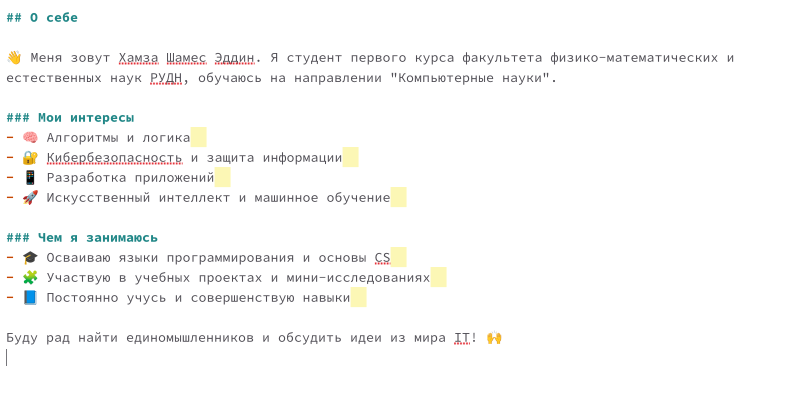 ## О себе
👋 Меня зовут Хамза Шамес Эддин. Я студент первого курса факультета физико-математических и
естественных наук РУДН, обучаюсь на направлении "Компьютерные науки".
### Мои интересы
- 🧠 Алгоритмы и логика
- 🔐 Кибербезопасность и защита информации
- 📱 Разработка приложений
- 🚀 Искусственный интеллект и машинное обучение
### Чем я занимаюсь
- 🎓 Осваиваю языки программирования и основы CS
- 🧩 Участвую в учебных проектах и мини-исследованиях
- 📘 Постоянно учусь и совершенствую навыки
Буду рад найти единомышленников и обсудить идеи из мира IT! 🙌